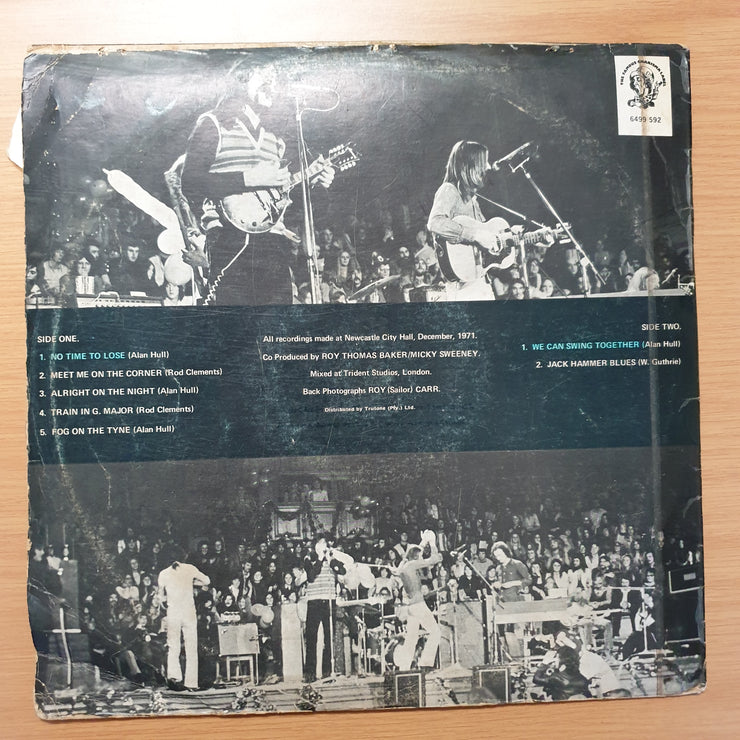 THE FAMOUS CHARISMA LABEL
6499 592
SIDE ONE.
1. NO TIME TO LOSE (Alan Hull)
2. MEET ME ON THE CORNER (Rod Clements)
3. ALRIGHT ON THE NIGHT (Alan Hull)
4. TRAIN IN G. MAJOR (Rod Clements)
5. FOG ON THE TYNE (Alan Hull)
All recordings made at Newcastle City Hall, December, 1971.
Co Produced by ROY THOMAS BAKER/MICKY SWEENEY.
Mixed at Trident Studios, London.
Back Photographs ROY (Sailor) CARR.
Distributed by Trutone (Pty.) Ltd.
SIDE TWO.
1. WE CAN SWING TOGETHER (Alan Hull)
2. JACK HAMMER BLUES (W. Guthrie)